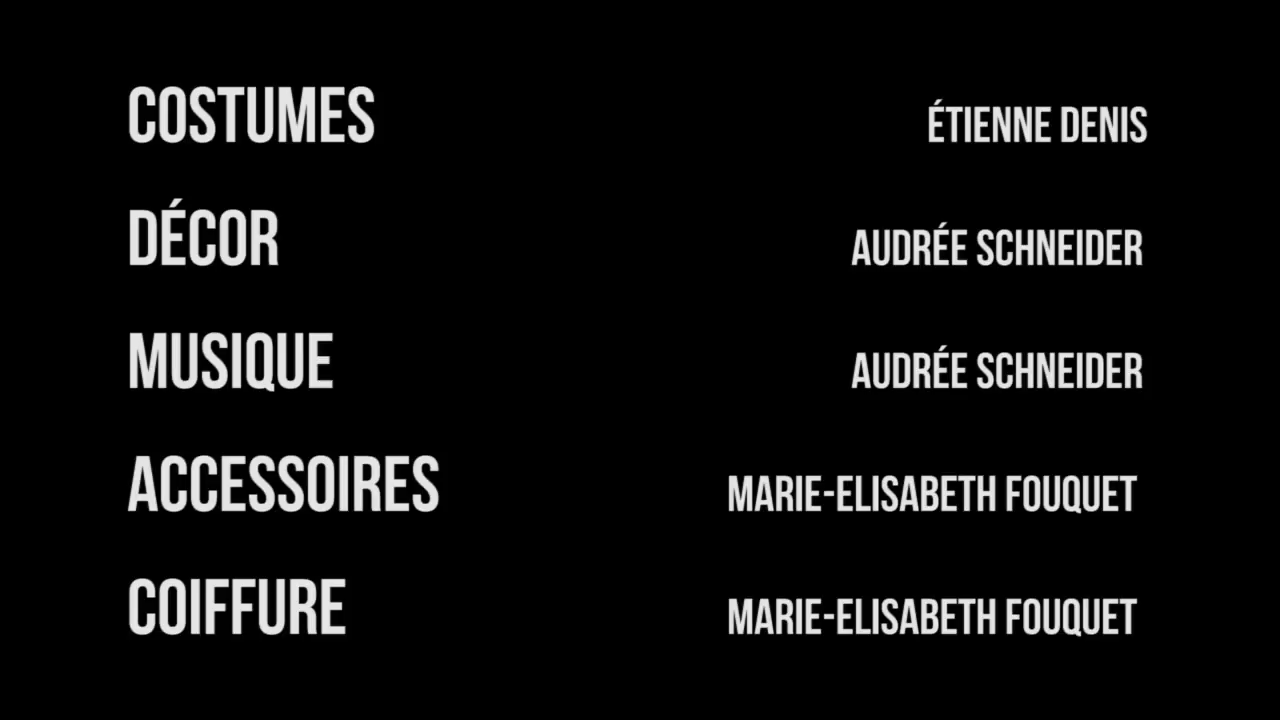 COSTUMES ÉTIENNE DENIS
DÉCOR AUDRÉE SCHNEIDER
MUSIQUE AUDRÉE SCHNEIDER
ACCESSOIRES MARIE-ELISABETH FOUQUET
COIFFURE MARIE-ELISABETH FOUQUET